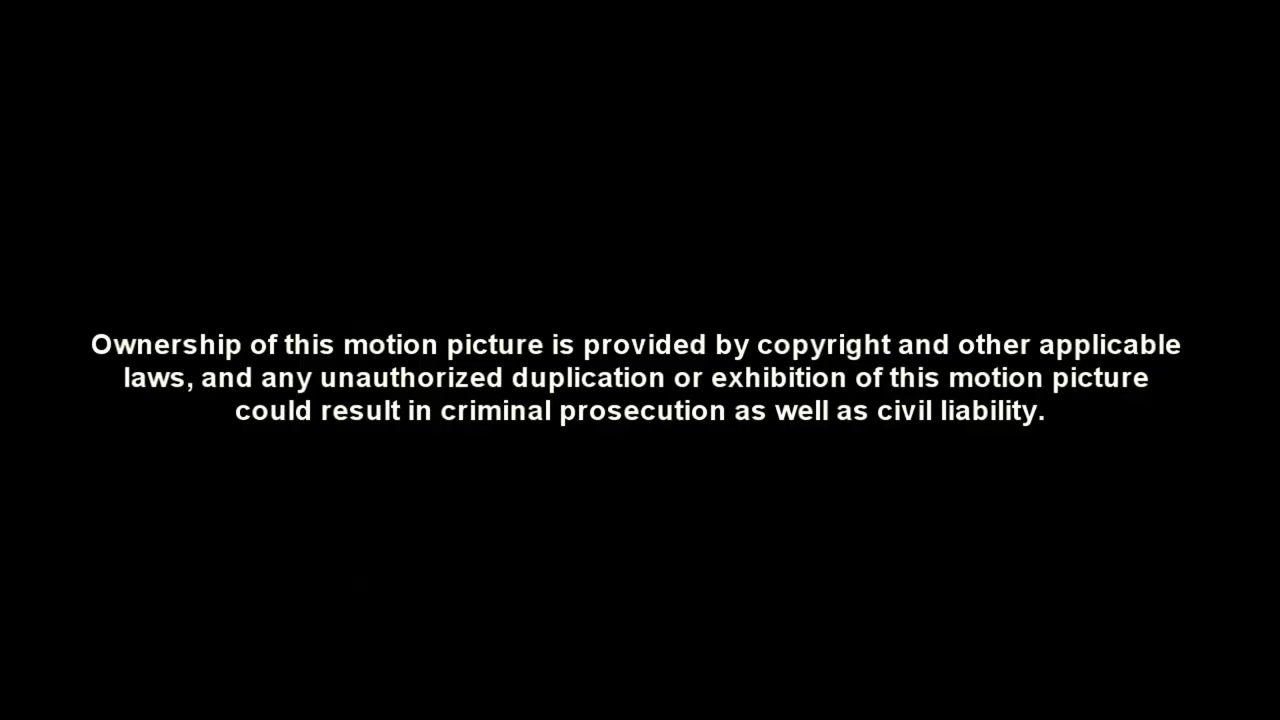 Ownership of this motion picture is provided by copyright and other applicable
laws, and any unauthorized duplication or exhibition of this motion picture
could result in criminal prosecution as well as civil liability.